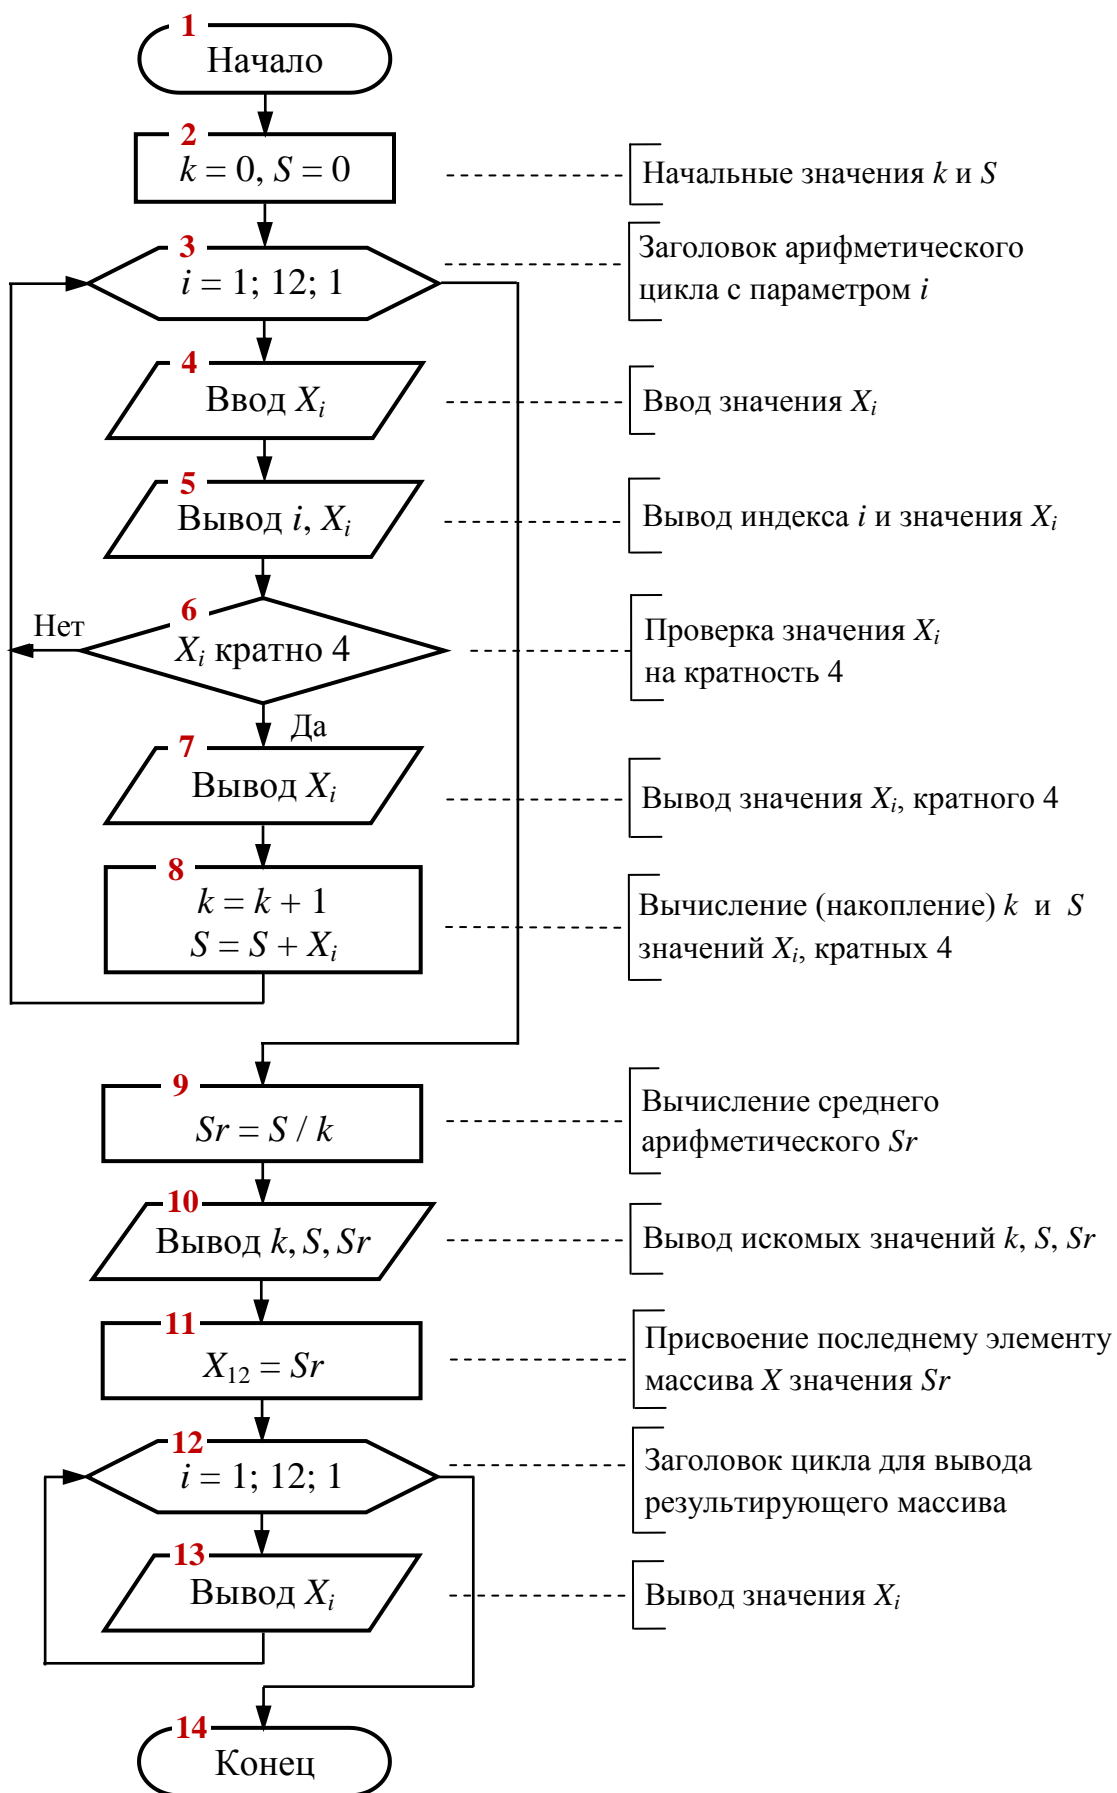 1
Начало
2
k = 0, S = 0
Начальные значения k и S
3
i = 1; 12; 1
Заголовок арифметического
цикла с параметром i
4
Ввод Xi
Ввод значения Xi
5
Вывод i, Xi
Вывод индекса i и значения Xi
6
Нет
Xi кратно 4
Проверка значения Xi
на кратность 4
Да
7
Вывод Xi
Вывод значения Xi, кратного 4
8
k = k + 1
S = S + Xi
Вычисление (накопление) k и S
значений Xi, кратных 4
9
Sr = S / k
Вычисление среднего
арифметического Sr
10
Вывод k, S, Sr
Вывод искомых значений k, S, Sr
11
X12 = Sr
Присвоение последнему элементу
массива X значения Sr
12
i = 1; 12; 1
Заголовок цикла для вывода
результирующего массива
13
Вывод Xi
Вывод значения Xi
14
Конец